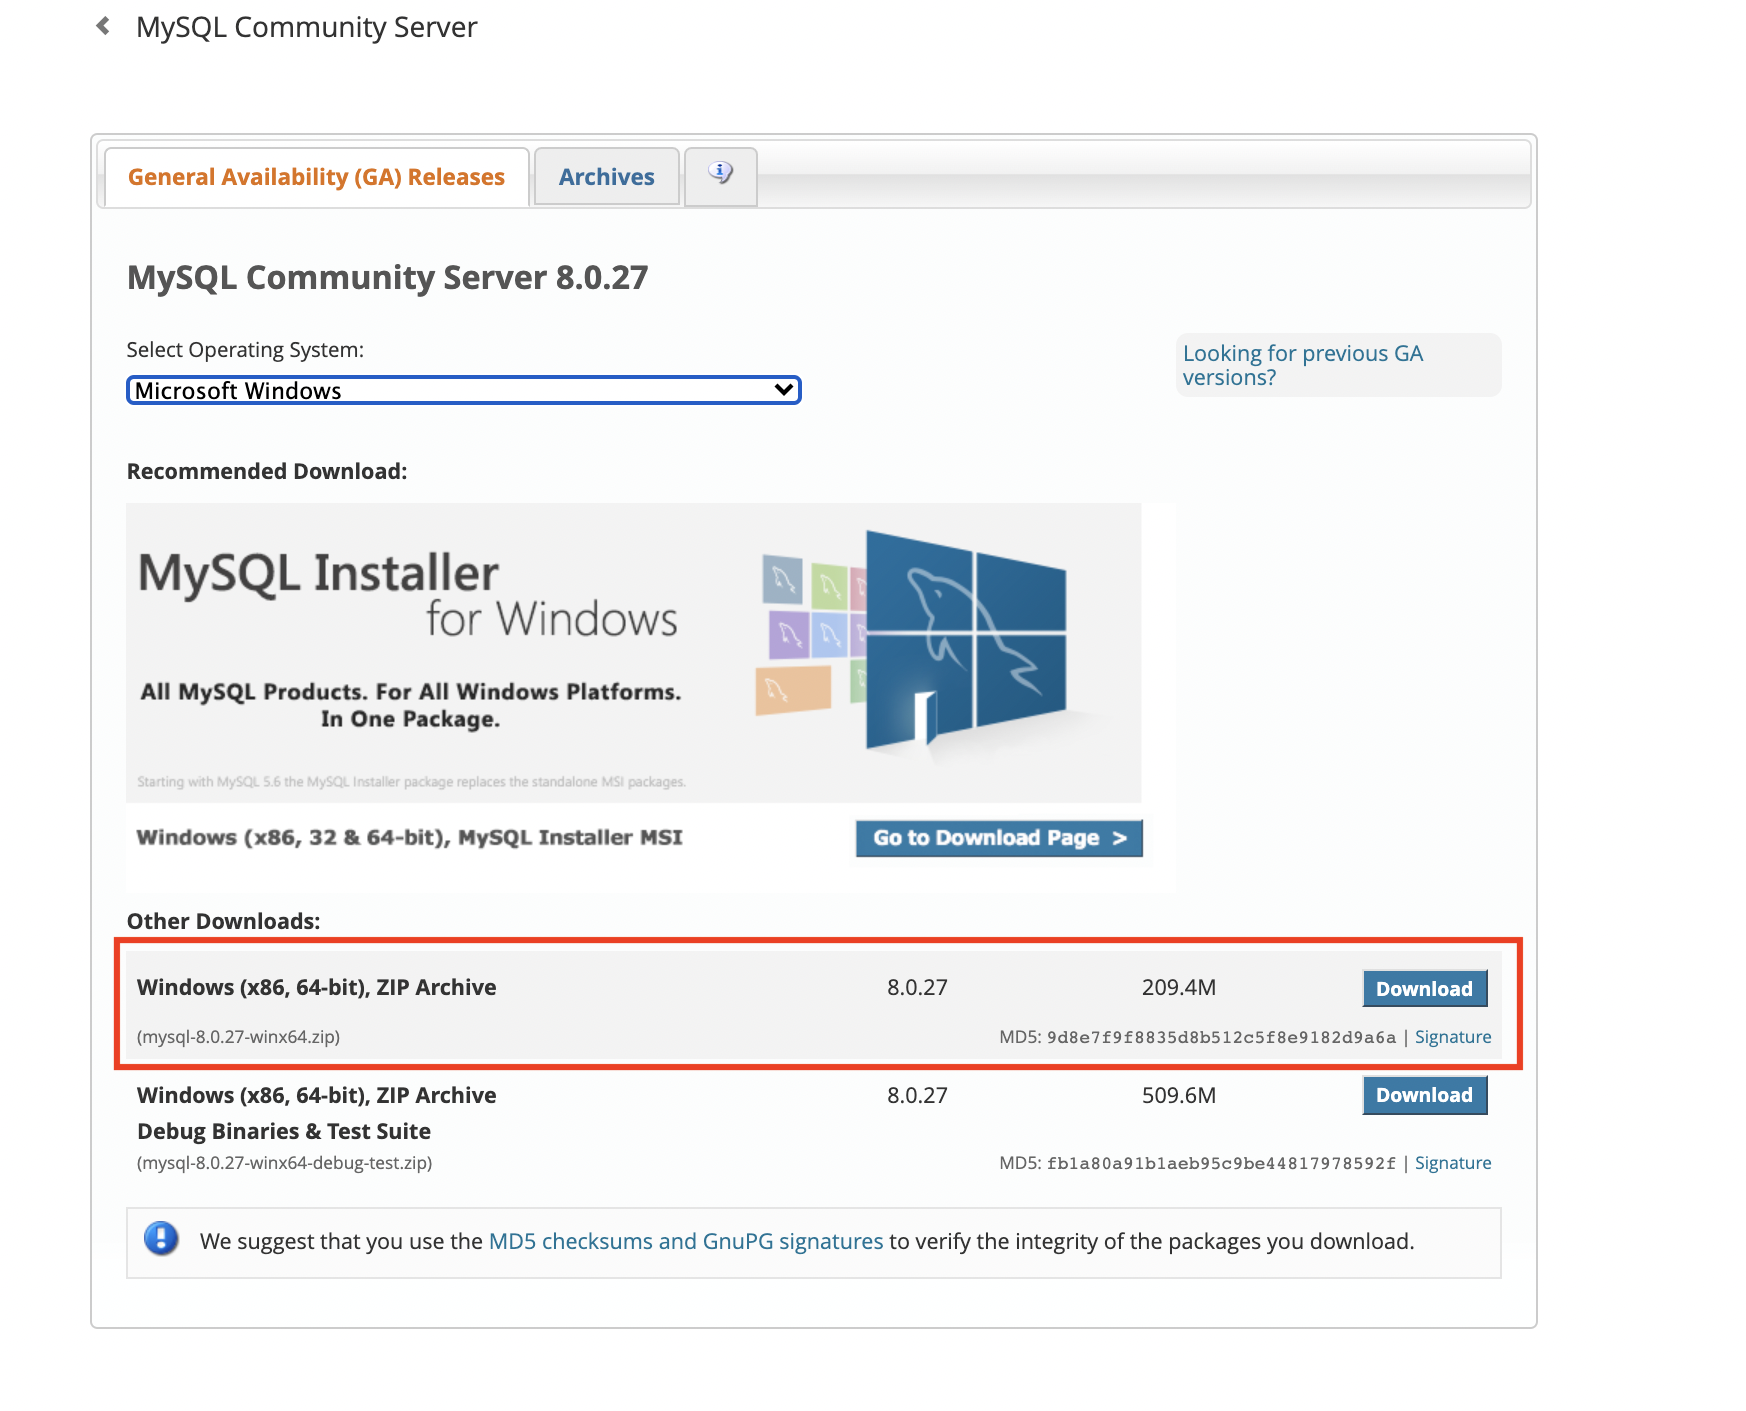 MySQL Community Server
General Availability (GA) Releases
Archives
MySQL Community Server 8.0.27
Select Operating System:
Microsoft Windows
Looking for previous GA
versions?
Recommended Download:
MySQL Installer
for Windows
All MySQL Products. For All Windows Platforms.
In One Package.
Starting with MySQL 5.6 the MySQL Installer package replaces the standalone MSI packages.
Windows (x86, 32 & 64-bit), MySQL Installer MSI
Go to Download Page >
Other Downloads:
Windows (x86, 64-bit), ZIP Archive 8.0.27 209.4M Download
(mysql-8.0.27-winx64.zip) MD5: 9d8e7f9f8835d8b512c5f8e9182d9a6a | Signature
Windows (x86, 64-bit), ZIP Archive 8.0.27 509.6M Download
Debug Binaries & Test Suite
(mysql-8.0.27-winx64-debug-test.zip) MD5: fb1a80a91b1aeb95c9be44817978592f | Signature
We suggest that you use the MD5 checksums and GnuPG signatures to verify the integrity of the packages you download.